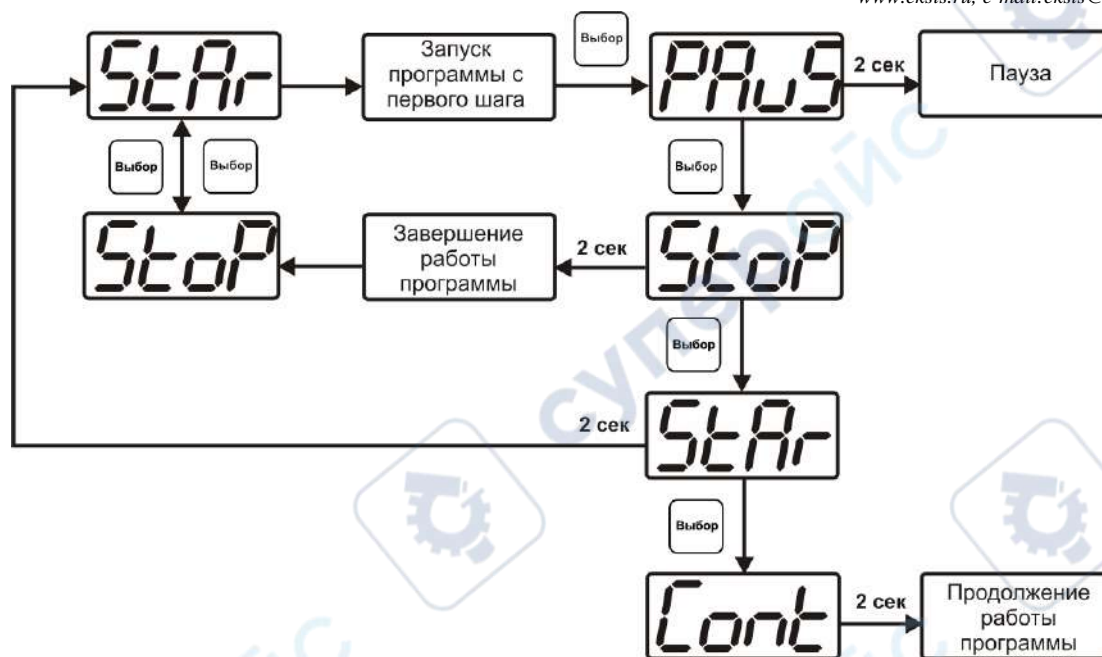 www.eksis.ru, e-mail:eksis@
StAr
Запуск
программы с
первого шага
Выбор
PAuS
2 сек
Пауза
Выбор
Выбор
Выбор
StoP
Завершение
работы
программы
2 сек
StoP
Выбор
2 сек
StAr
Выбор
Cont
2 сек
Продолжение
работы
программы
суперайс